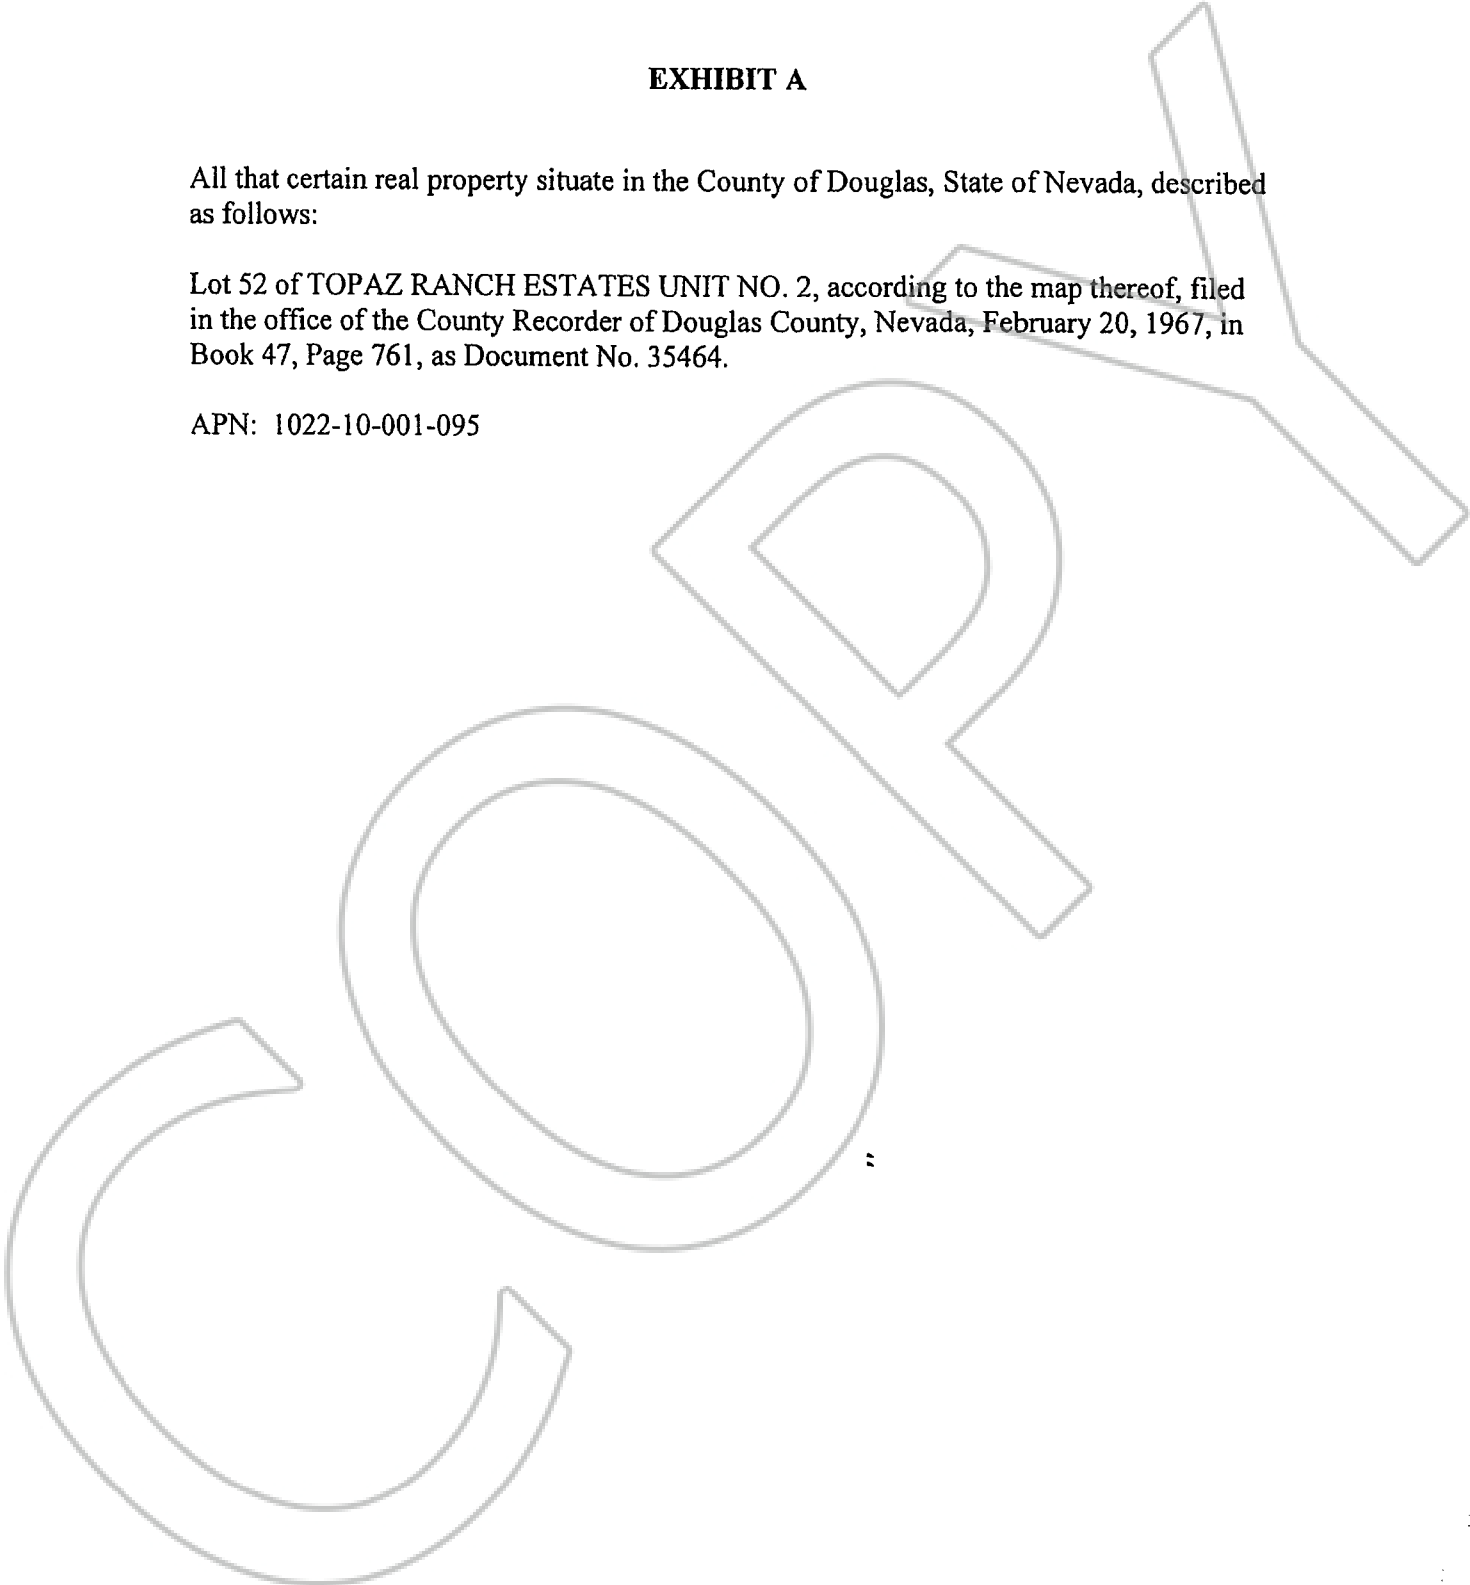 EXHIBIT A
All that certain real property situate in the County of Douglas, State of Nevada, described
as follows:
Lot 52 of TOPAZ RANCH ESTATES UNIT NO. 2, according to the map thereof, filed
in the office of the County Recorder of Douglas County, Nevada, February 20, 1967, in
Book 47, Page 761, as Document No. 35464.
APN: 1022-10-001-095
COPY